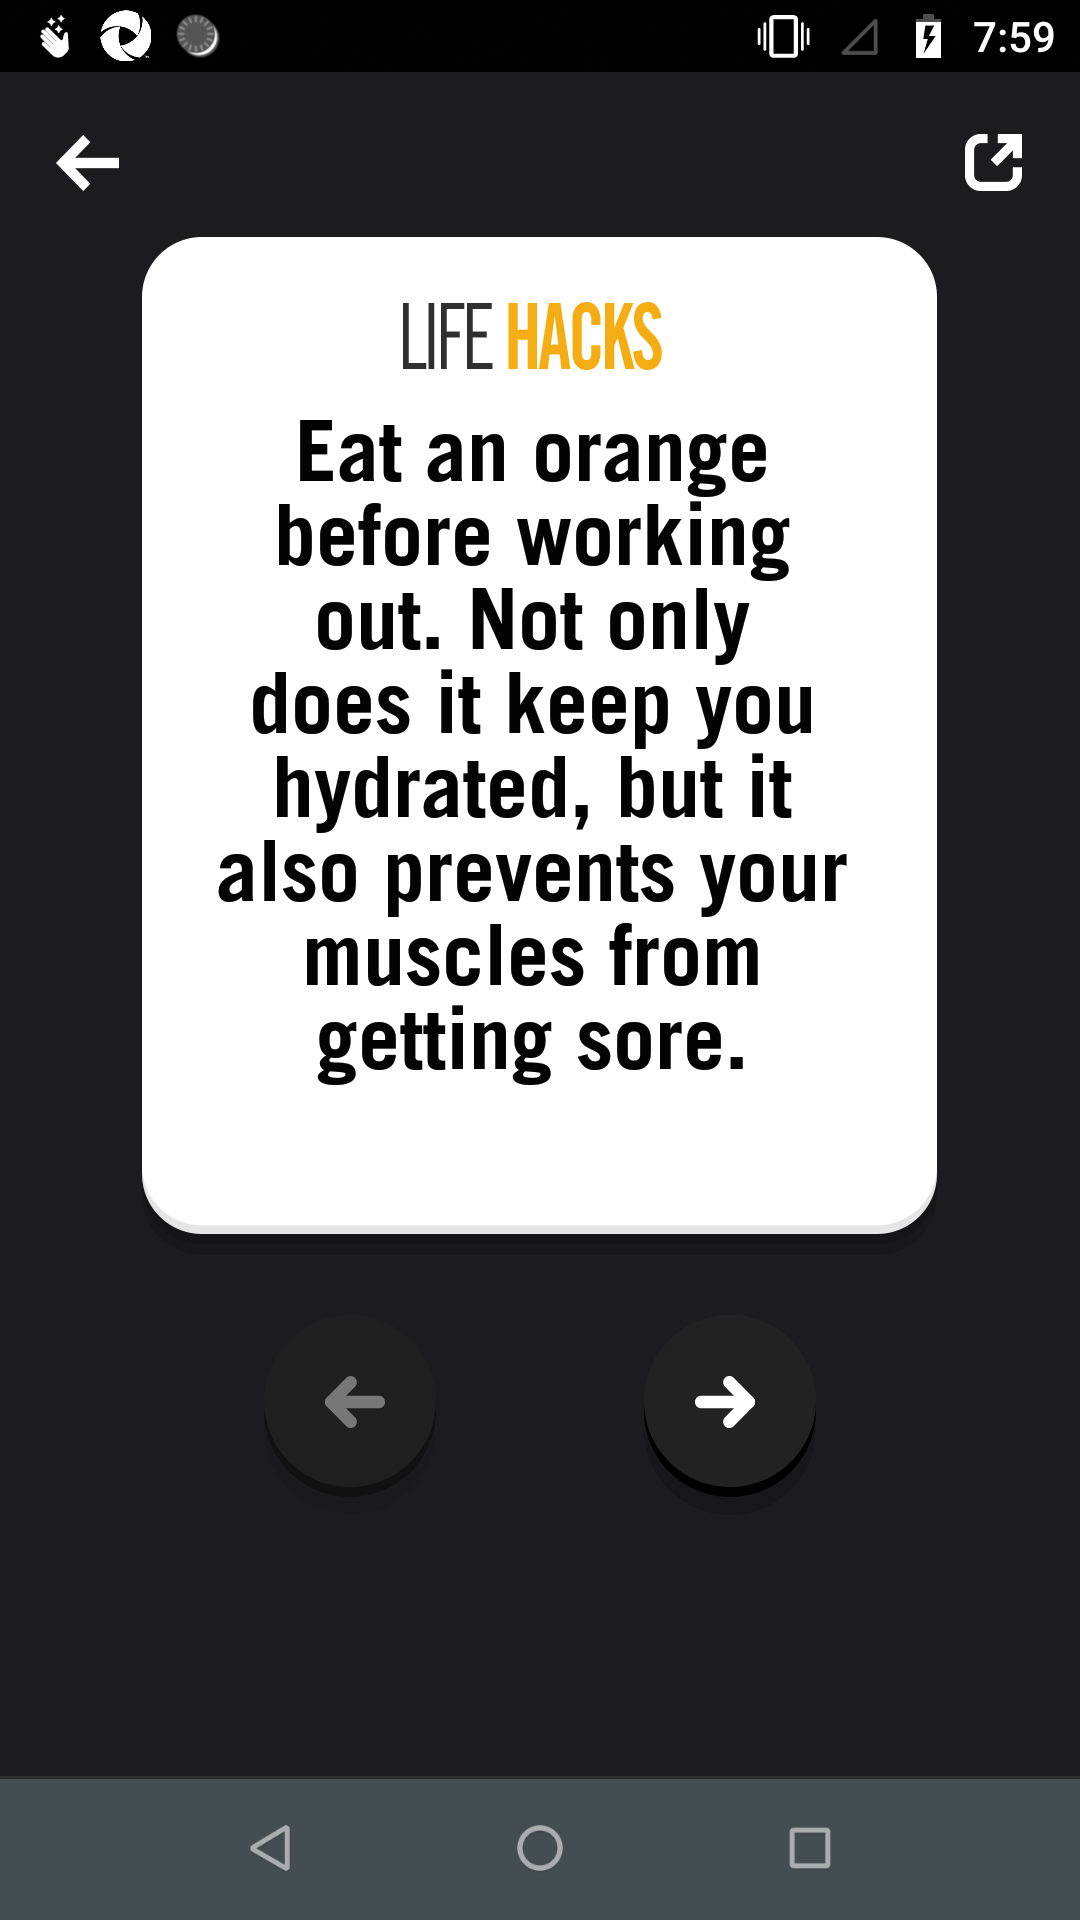 7:59
LIFE HACKS
Eat an orange
before working
out. Not only
does it keep you
hydrated, but it
also prevents your
muscles from
getting sore.